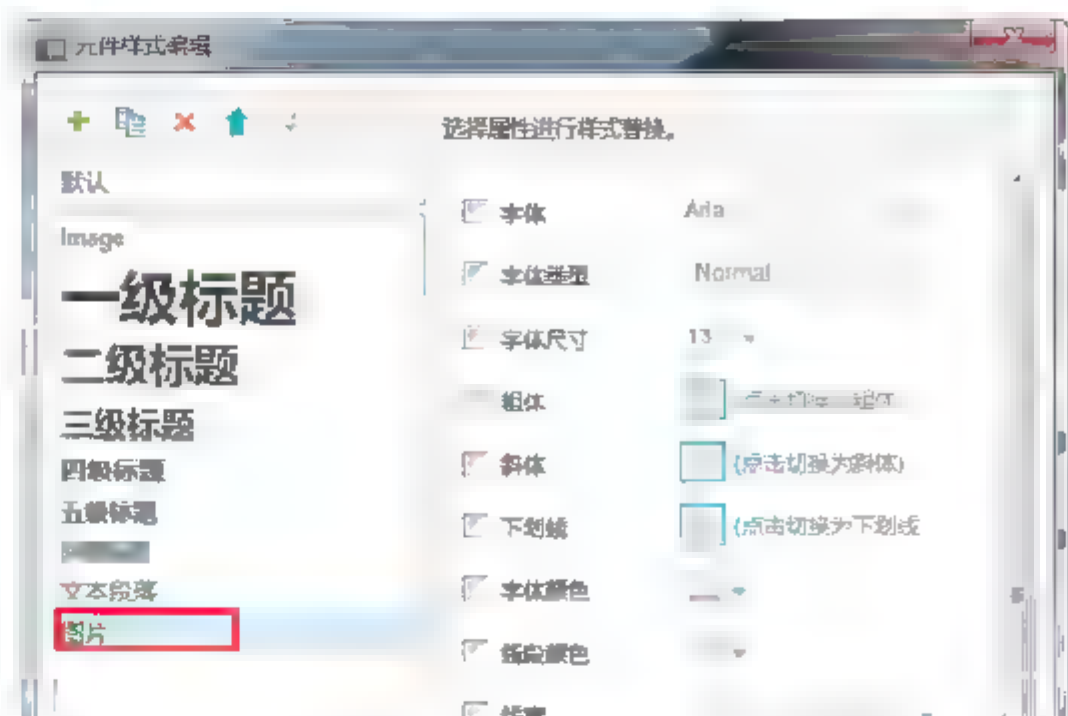 元件样式编辑
选择属性进行样式替换。
默认
Image
一级标题
二级标题
三级标题
四级标题
五级标题
文本段落
图片
字体 Aria
字体类型 Normal
字体尺寸 13
粗体
斜体 (点击切换为斜体)
下划线 (点击切换为下划线
字体颜色
填充颜色